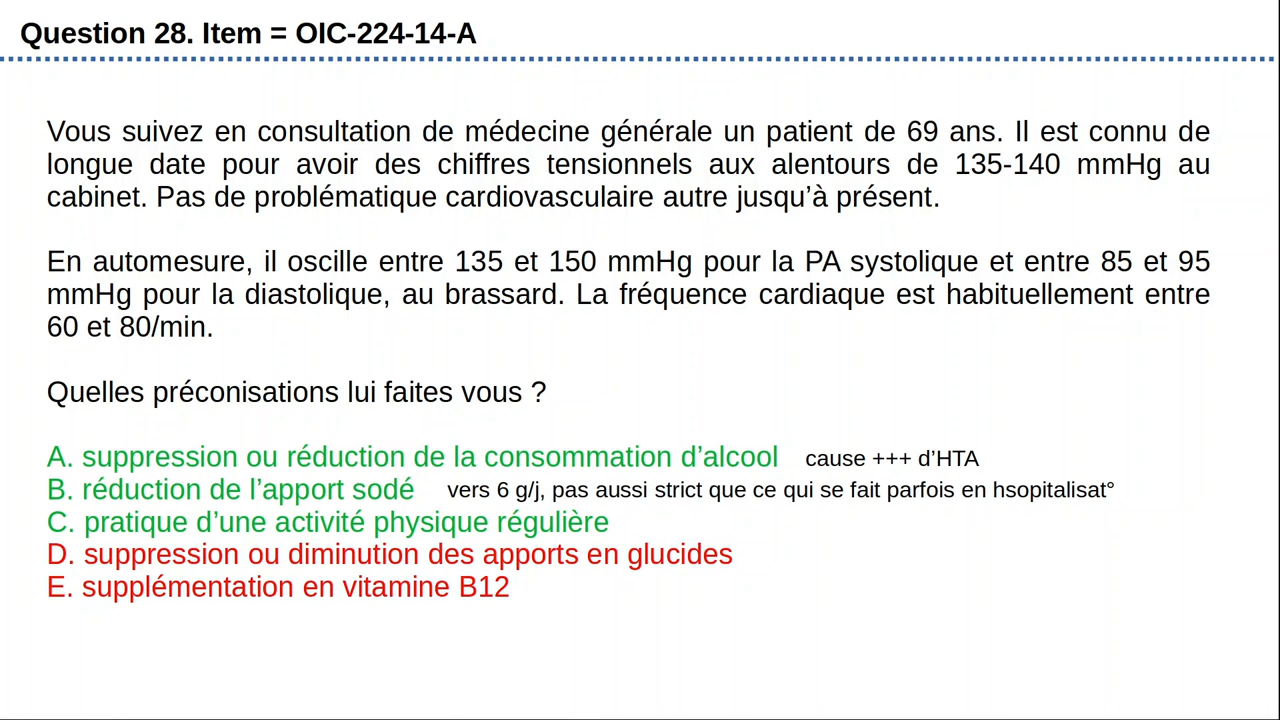 Question 28. Item = OIC-224-14-A
Vous suivez en consultation de médecine générale un patient de 69 ans. Il est connu de
longue date pour avoir des chiffres tensionnels aux alentours de 135-140 mmHg au
cabinet. Pas de problématique cardiovasculaire autre jusqu’à présent.
En automesure, il oscille entre 135 et 150 mmHg pour la PA systolique et entre 85 et 95
mmHg pour la diastolique, au brassard. La fréquence cardiaque est habituellement entre
60 et 80/min.
Quelles préconisations lui faites vous ?
A. suppression ou réduction de la consommation d’alcool cause +++ d’HTA
B. réduction de l’apport sodé vers 6 g/j, pas aussi strict que ce qui se fait parfois en hsopitalisat°
C. pratique d’une activité physique régulière
D. suppression ou diminution des apports en glucides
E. supplémentation en vitamine B12